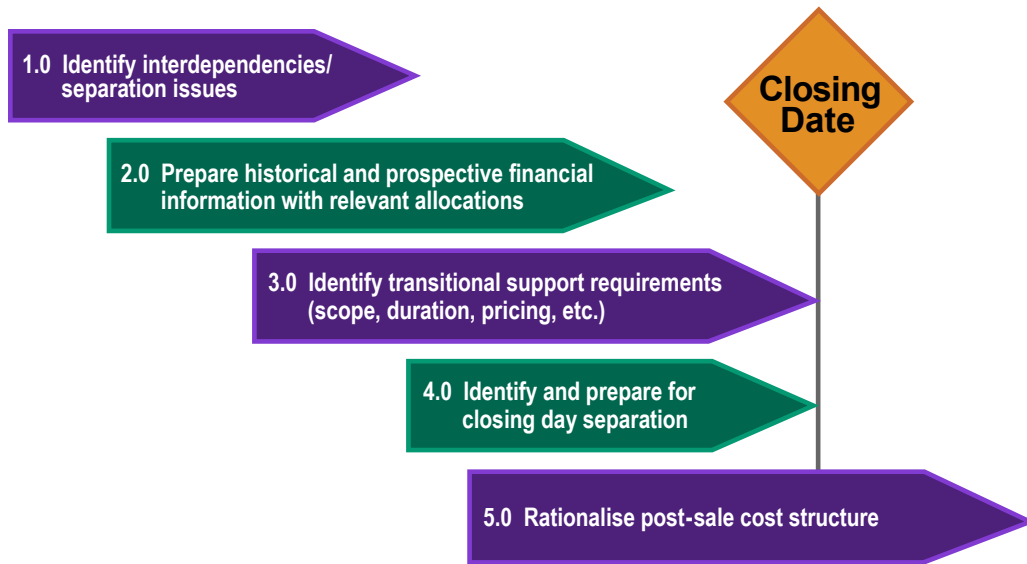 1.0 Identify interdependencies/
separation issues
Closing
Date
2.0 Prepare historical and prospective financial
information with relevant allocations
3.0 Identify transitional support requirements
(scope, duration, pricing, etc.)
4.0 Identify and prepare for
closing day separation
5.0 Rationalise post-sale cost structure